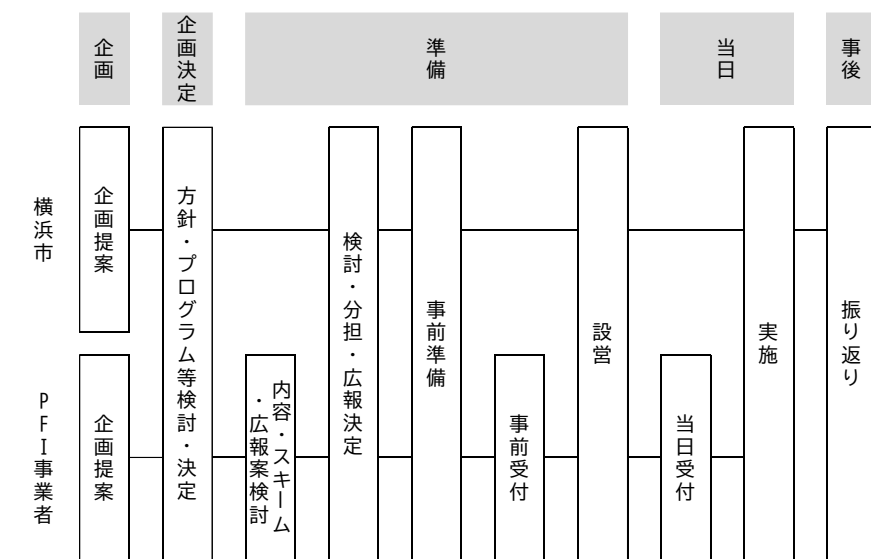 企画
企画決定
準備
当日
事後
横浜市
企画提案
方針・プログラム等検討・決定
検討・分担・広報決定
事前準備
設営
実施
振り返り
PFI事業者
企画提案
内容・スキーム
・広報案検討
事前受付
当日受付